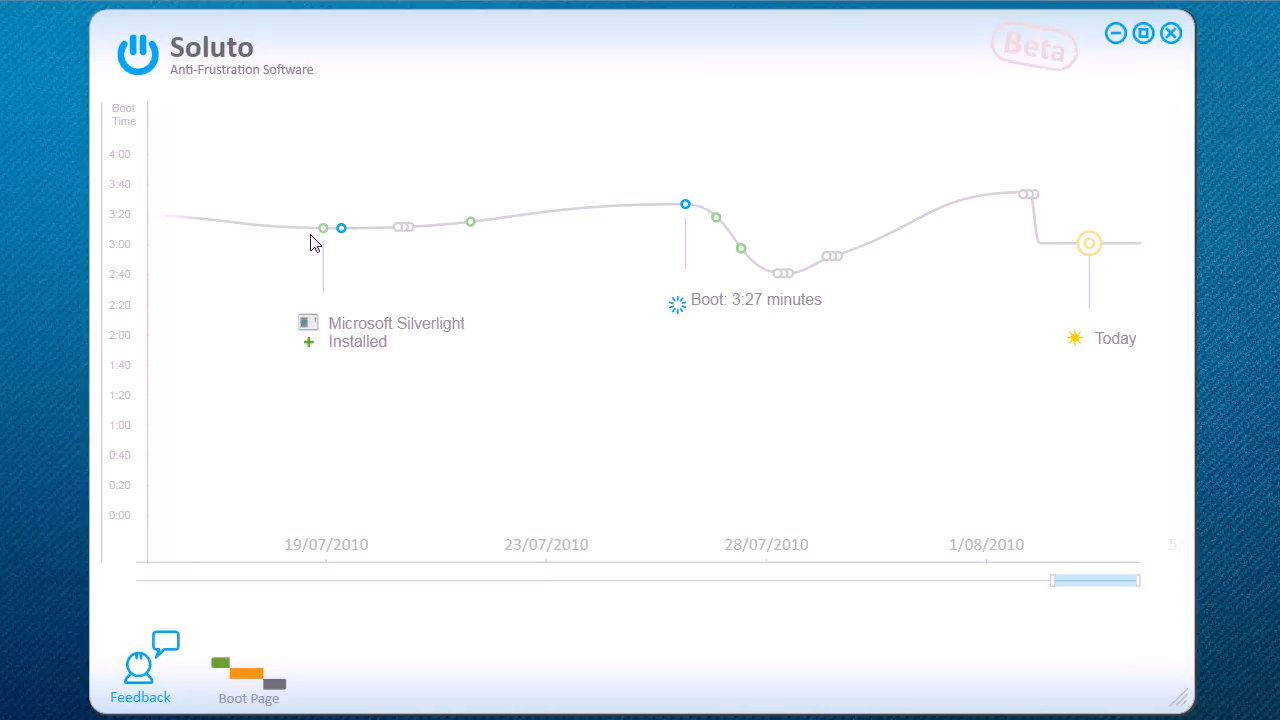 Soluto
Anti-Frustration Software
Beta
Boot
Time
4:00
3:40
3:20
3:00
2:40
2:20
2:00
1:40
1:20
1:00
0:40
0:20
0:00
Boot: 3:27 minutes
Microsoft Silverlight
Installed
Today
19/07/2010
23/07/2010
28/07/2010
1/08/2010
5,
Feedback
Boot Page